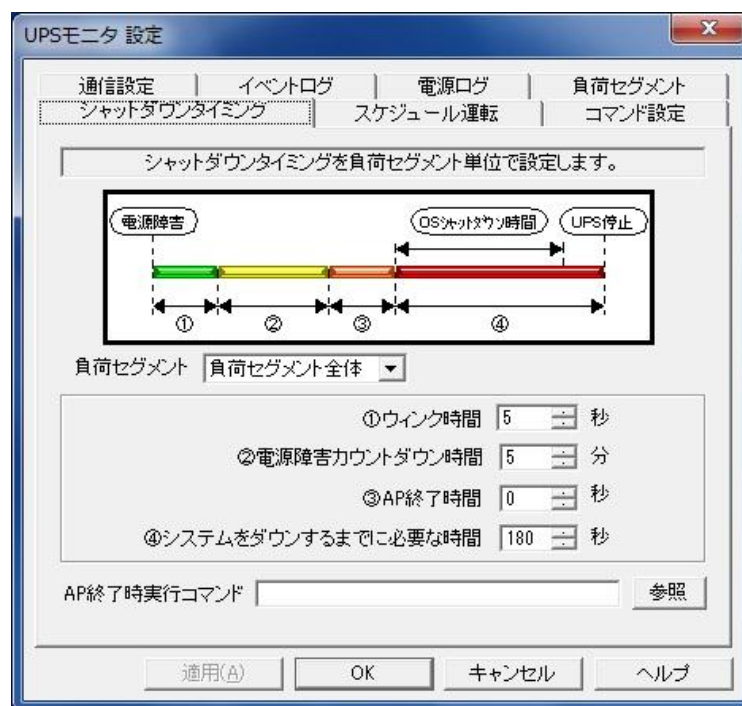 UPSモニタ 設定
通信設定 イベントログ 電源ログ 負荷セグメント
シャットダウンタイミング スケジュール運転 コマンド設定
シャットダウンタイミングを負荷セグメント単位で設定します。
電源障害 OSシャットダウン時間 UPS停止
① ② ③ ④
負荷セグメント 負荷セグメント全体
①ウィンク時間 5 秒
②電源障害カウントダウン時間 5 分
③AP終了時間 0 秒
④システムをダウンするまでに必要な時間 180 秒
AP終了時実行コマンド 参照
適用(A) OK キャンセル ヘルプ